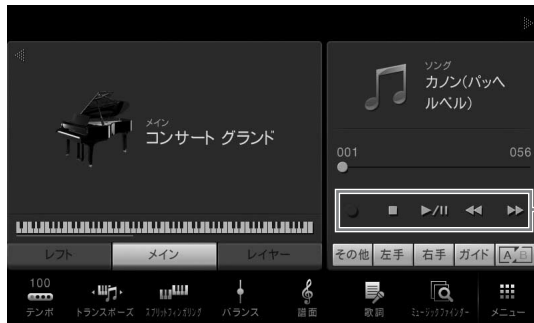 メイン
コンサート グランド
ソング
カノン(パッヘ
ルベル)
001 056
レフト メイン レイヤー
その他 左手 右手 ガイド A B
100
テンポ トランスポーズ スプリットフィンガリング バランス 譜面 歌詞 ミュージックファインダー メニュー